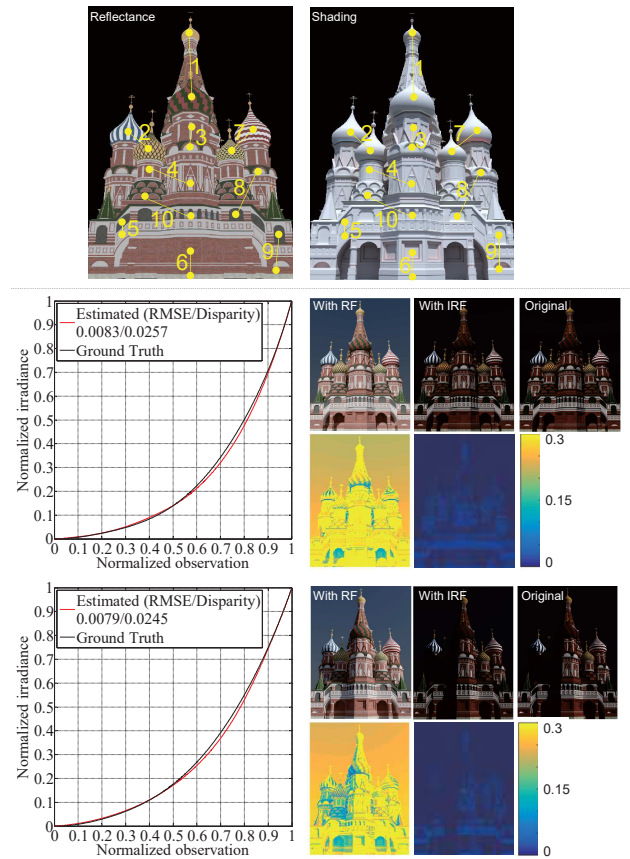 Reflectance
1
2
3
7
4
8
10
5
6
9
Shading
1
2
3
7
4
8
10
5
6
9
Normalized irradiance
1
0.9
0.8
0.7
0.6
0.5
0.4
0.3
0.2
0.1
0
Estimated (RMSE/Disparity)
0.0083/0.0257
Ground Truth
0 0.1 0.2 0.3 0.4 0.5 0.6 0.7 0.8 0.9 1
Normalized observation
With RF
With IRF
Original
0.3
0.15
0
Normalized irradiance
1
0.9
0.8
0.7
0.6
0.5
0.4
0.3
0.2
0.1
0
Estimated (RMSE/Disparity)
0.0079/0.0245
Ground Truth
0 0.1 0.2 0.3 0.4 0.5 0.6 0.7 0.8 0.9 1
Normalized observation
With RF
With IRF
Original
0.3
0.15
0